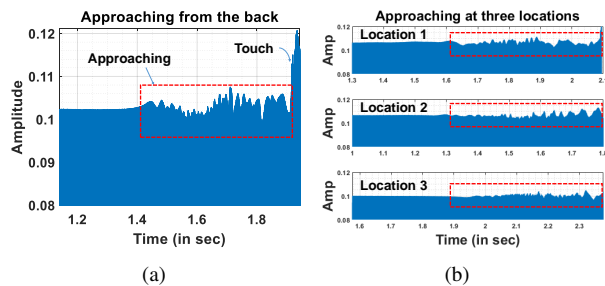 Approaching from the back
0.12
0.11
0.1
0.09
0.08
Amplitude
Approaching
Touch
1.2
1.4
1.6
1.8
Time (in sec)
(a)
Approaching at three locations
Amp
0.12
0.1
0.08
Location 1
1.3 1.4 1.5 1.6 1.7 1.8 1.9 2 2.1
Amp
0.12
0.1
0.08
Location 2
1 1.1 1.2 1.3 1.4 1.5 1.6 1.7 1.8
Amp
0.12
0.1
0.08
Location 3
1.6 1.7 1.8 1.9 2 2.1 2.2 2.3
Time (in sec)
(b)